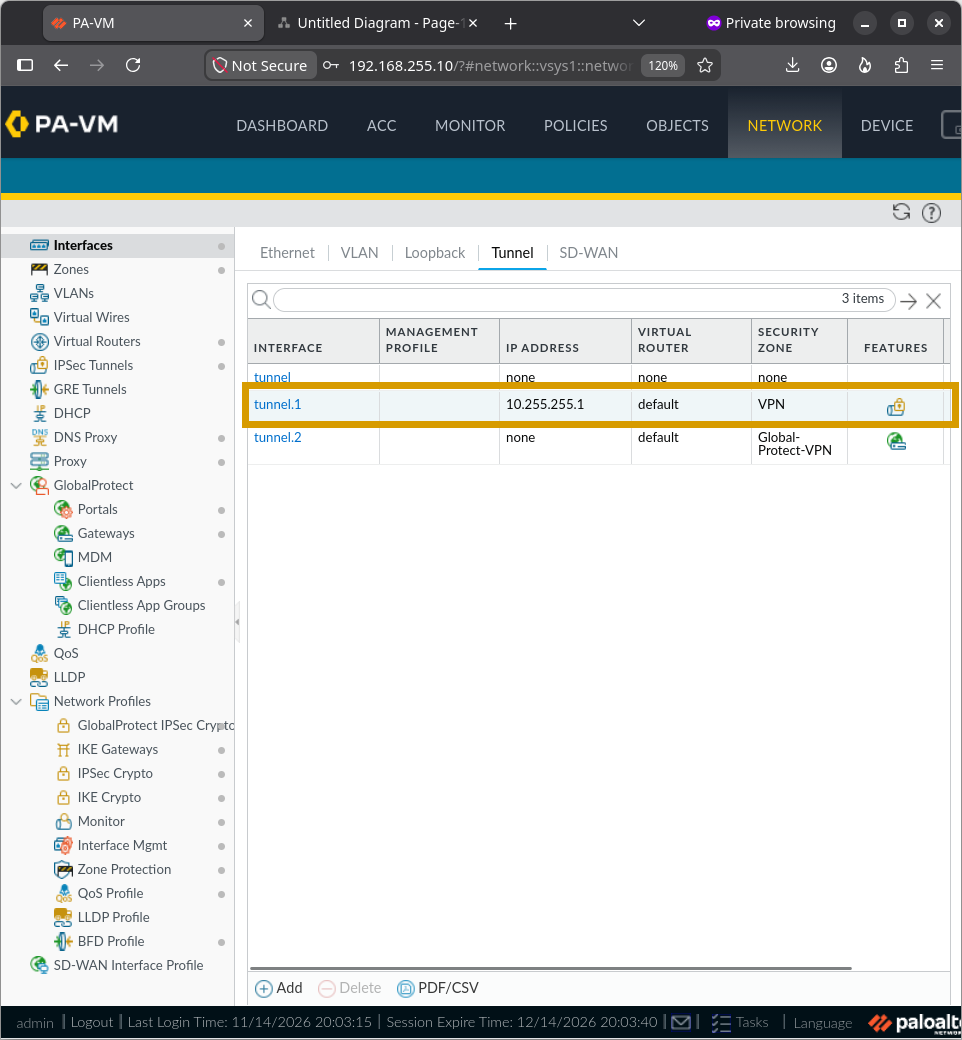 PA-VM
Untitled Diagram - Page-1
Private browsing
Not Secure
192.168.255.10/?#network::vsys1::netwo
120%
PA-VM
DASHBOARD
ACC
MONITOR
POLICIES
OBJECTS
NETWORK
DEVICE
Interfaces
Zones
VLANs
Virtual Wires
Virtual Routers
IPSec Tunnels
GRE Tunnels
DHCP
DNS Proxy
Proxy
GlobalProtect
Portals
Gateways
MDM
Clientless Apps
Clientless App Groups
DHCP Profile
QoS
LLDP
Network Profiles
GlobalProtect IPSec Crypto
IKE Gateways
IPSec Crypto
IKE Crypto
Monitor
Interface Mgmt
Zone Protection
QoS Profile
LLDP Profile
BFD Profile
SD-WAN Interface Profile
Ethernet
VLAN
Loopback
Tunnel
SD-WAN
3 items
INTERFACE
MANAGEMENT
PROFILE
IP ADDRESS
VIRTUAL
ROUTER
SECURITY
ZONE
FEATURES
tunnel none none none
tunnel.1 10.255.255.1 default VPN
tunnel.2 none default Global-
Protect-VPN
Add
Delete
PDF/CSV
admin | Logout | Last Login Time: 11/14/2026 20:03:15 | Session Expire Time: 12/14/2026 20:03:40 | | Tasks | Language
paloalto